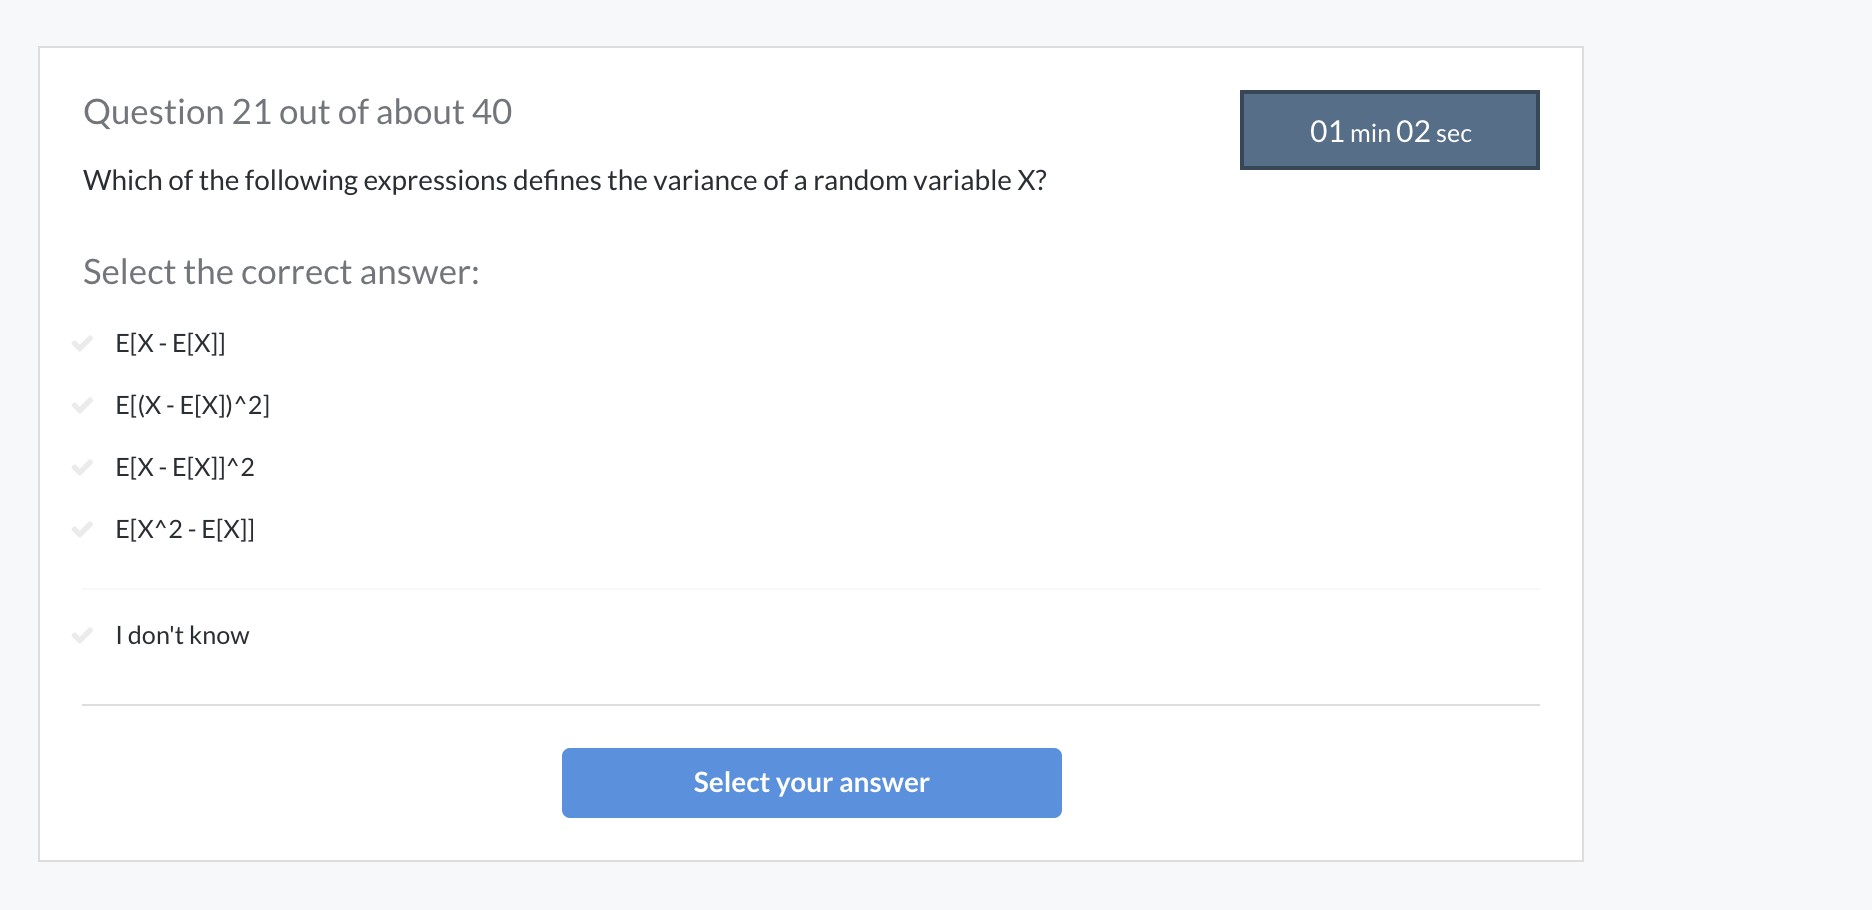 Question 21 out of about 40
01 min 02 sec
Which of the following expressions defines the variance of a random variable X?
Select the correct answer:
E[X - E[X]]
E[(X - E[X])^2]
E[X - E[X]]^2
E[X^2 - E[X]]
I don't know
Select your answer